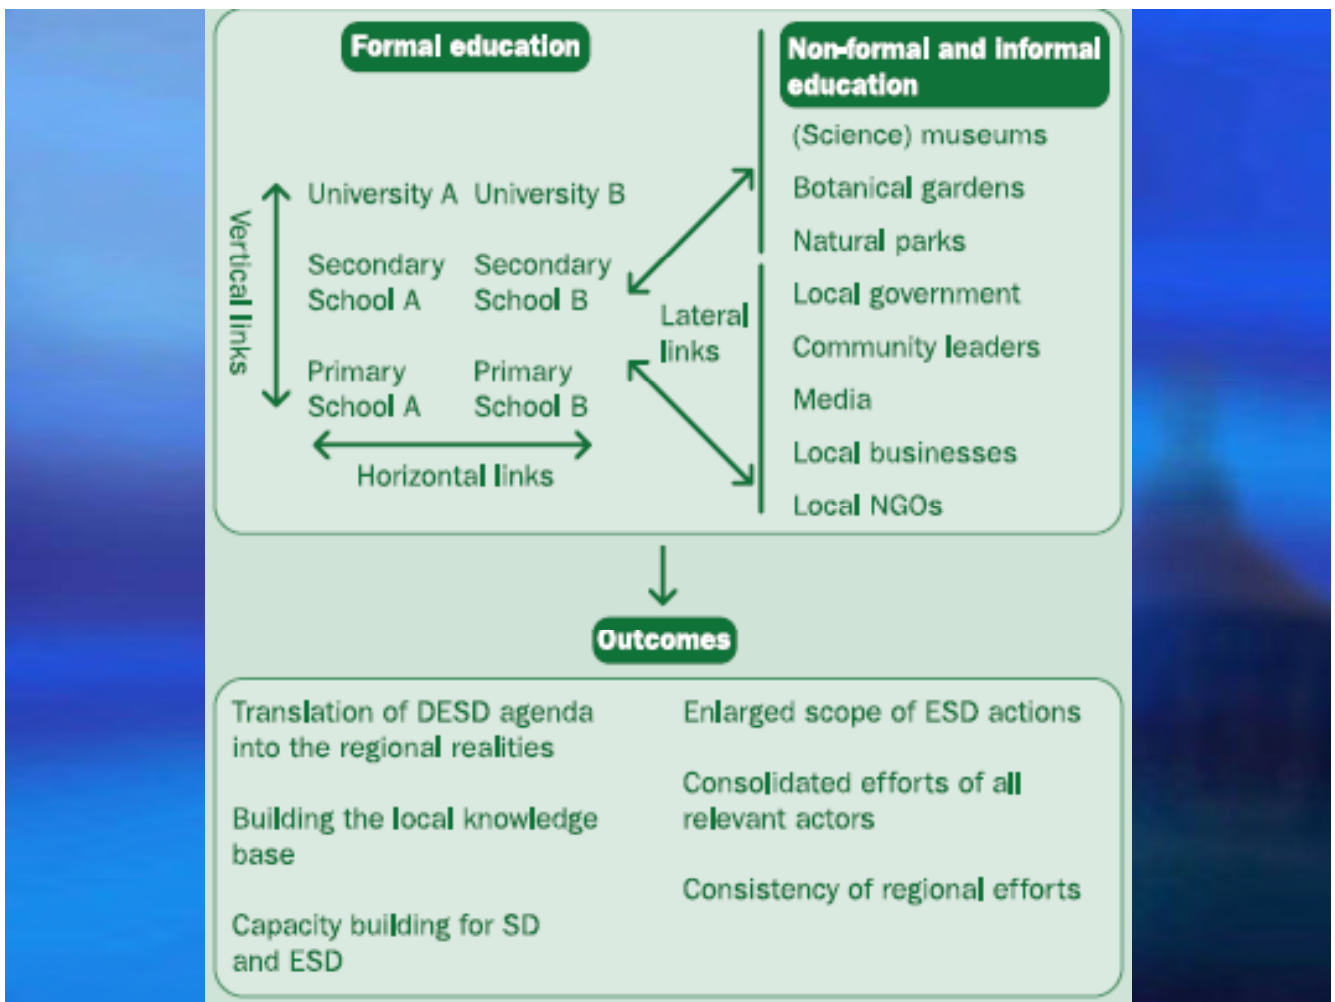 Formal education
Non-formal and informal
education
(Science) museums
Botanical gardens
Natural parks
Local government
Community leaders
Media
Local businesses
Local NGOs
Vertical links
University A University B
Secondary Secondary
School A School B
Primary Primary
School A School B
Horizontal links
Lateral
links
Outcomes
Translation of DESD agenda
into the regional realities
Building the local knowledge
base
Capacity building for SD
and ESD
Enlarged scope of ESD actions
Consolidated efforts of all
relevant actors
Consistency of regional efforts